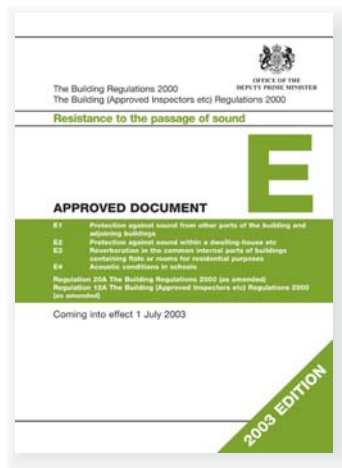 OFFICE OF THE
DEPUTY PRIME MINISTER
The Building Regulations 2000
The Building (Approved Inspectors etc) Regulations 2000
Resistance to the passage of sound
E
APPROVED DOCUMENT
E1 Protection against sound from other parts of the building and
adjoining buildings
E2 Protection against sound within a dwelling-house etc
E3 Reverberation in the common internal parts of buildings
containing flats or rooms for residential purposes
E4 Acoustic conditions in schools
Regulation 20A The Building Regulations 2000 (as amended)
Regulation 12A The Building (Approved Inspectors etc) Regulations 2000
(as amended)
Coming into effect 1 July 2003
2003 EDITION